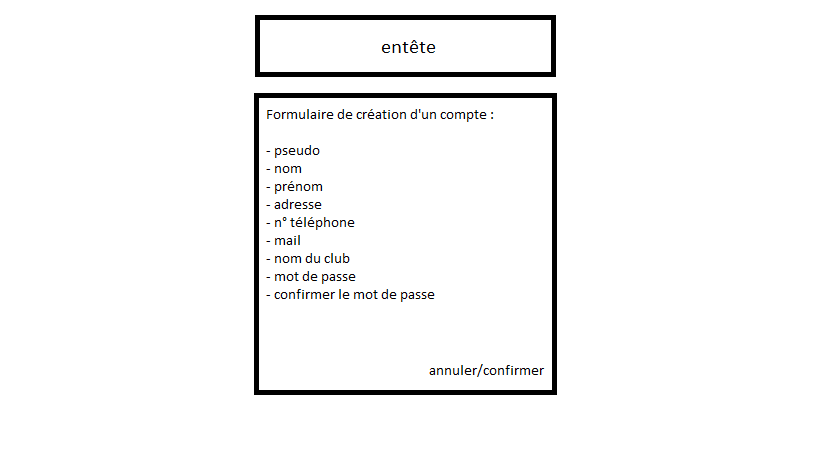 entête
Formulaire de création d'un compte :
- pseudo
- nom
- prénom
- adresse
- n° téléphone
- mail
- nom du club
- mot de passe
- confirmer le mot de passe
annuler/confirmer